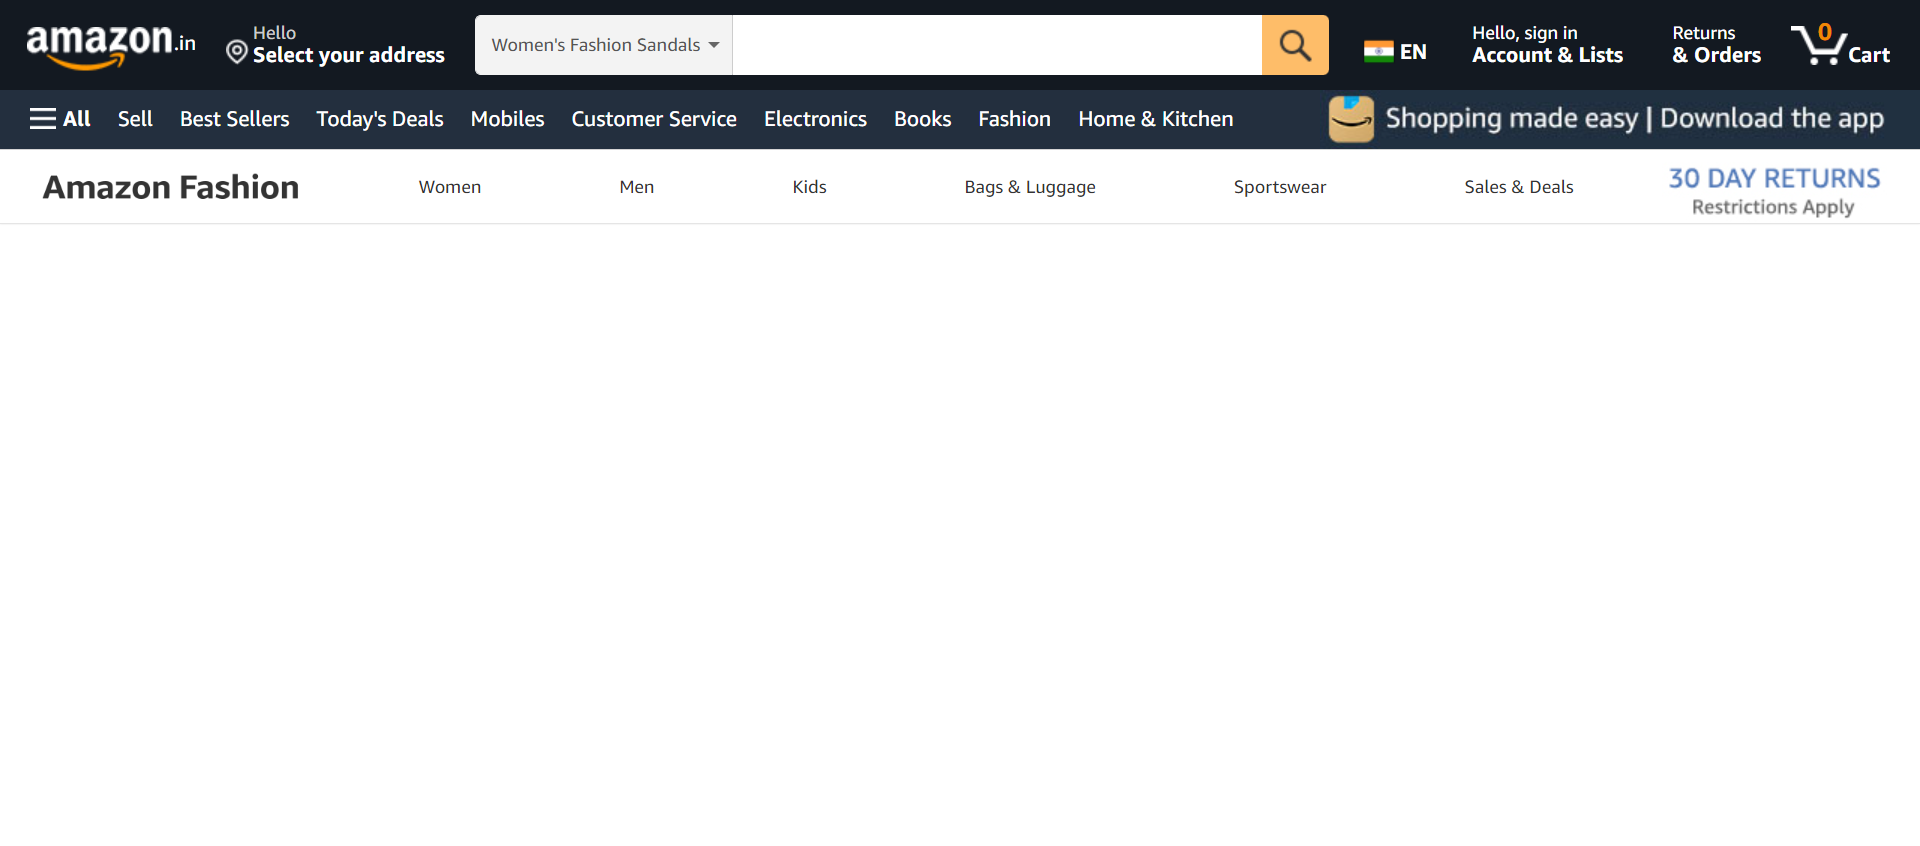 amazon.in
Hello
Select your address
Women's Fashion Sandals
EN
Hello, sign in
Account & Lists
Returns
& Orders
0
Cart
All
Sell
Best Sellers
Today's Deals
Mobiles
Customer Service
Electronics
Books
Fashion
Home & Kitchen
Shopping made easy | Download the app
Amazon Fashion
Women
Men
Kids
Bags & Luggage
Sportswear
Sales & Deals
30 DAY RETURNS
Restrictions Apply